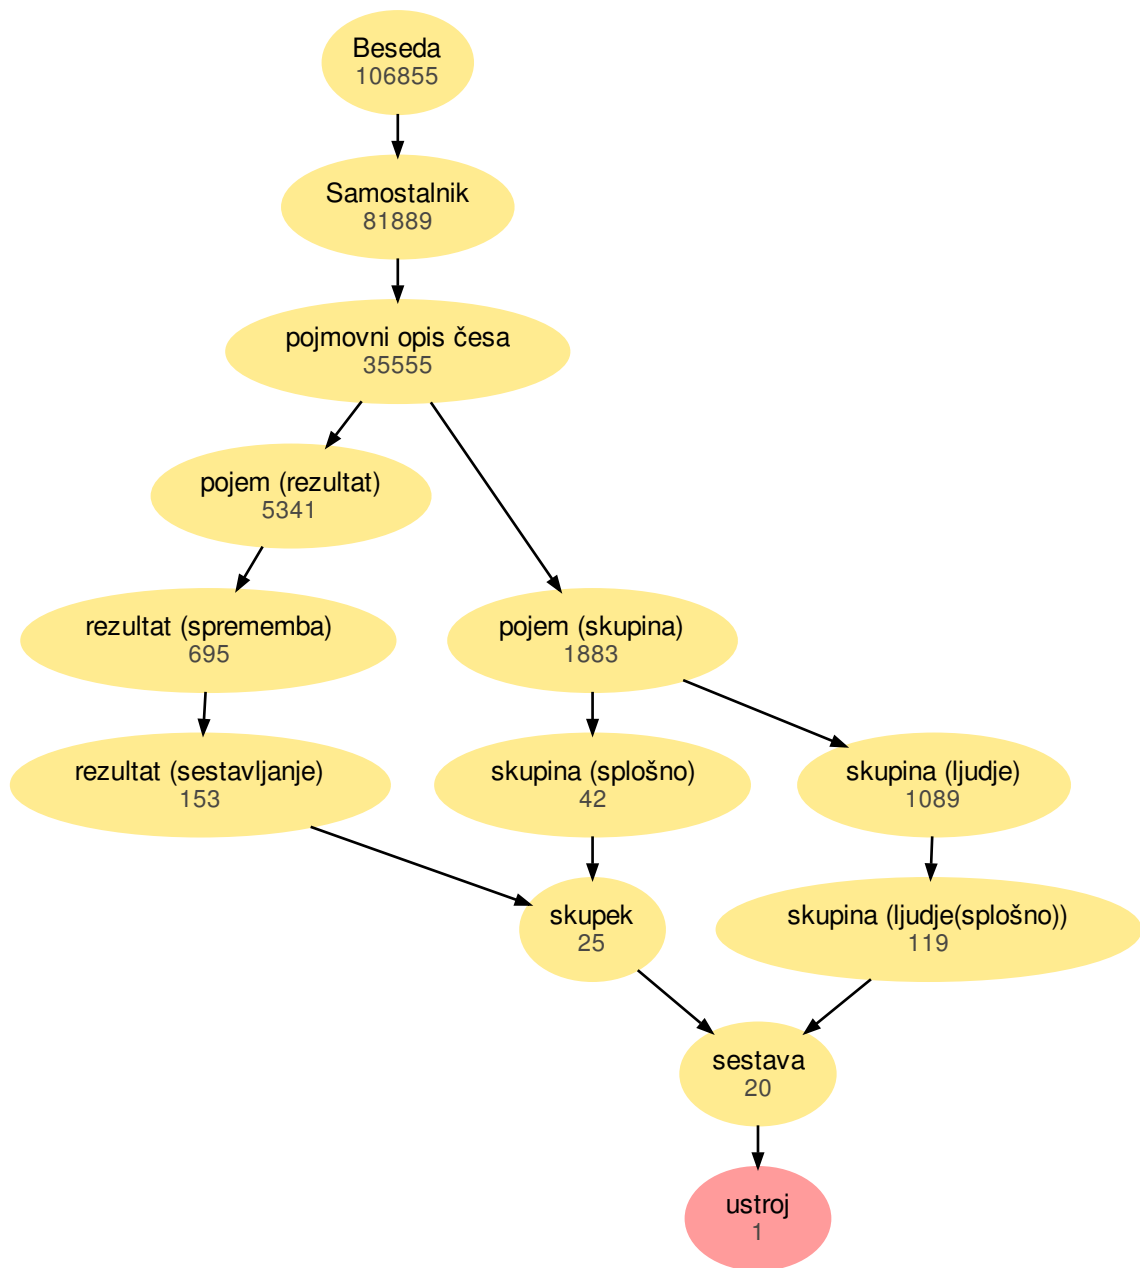 Beseda
106855
Samostalnik
81889
pojmovni opis česa
35555
pojem (rezultat)
5341
rezultat (sprememba)
695
pojem (skupina)
1883
rezultat (sestavljanje)
153
skupina (splošno)
42
skupina (ljudje)
1089
skupek
25
skupina (ljudje(splošno))
119
sestava
20
ustroj
1